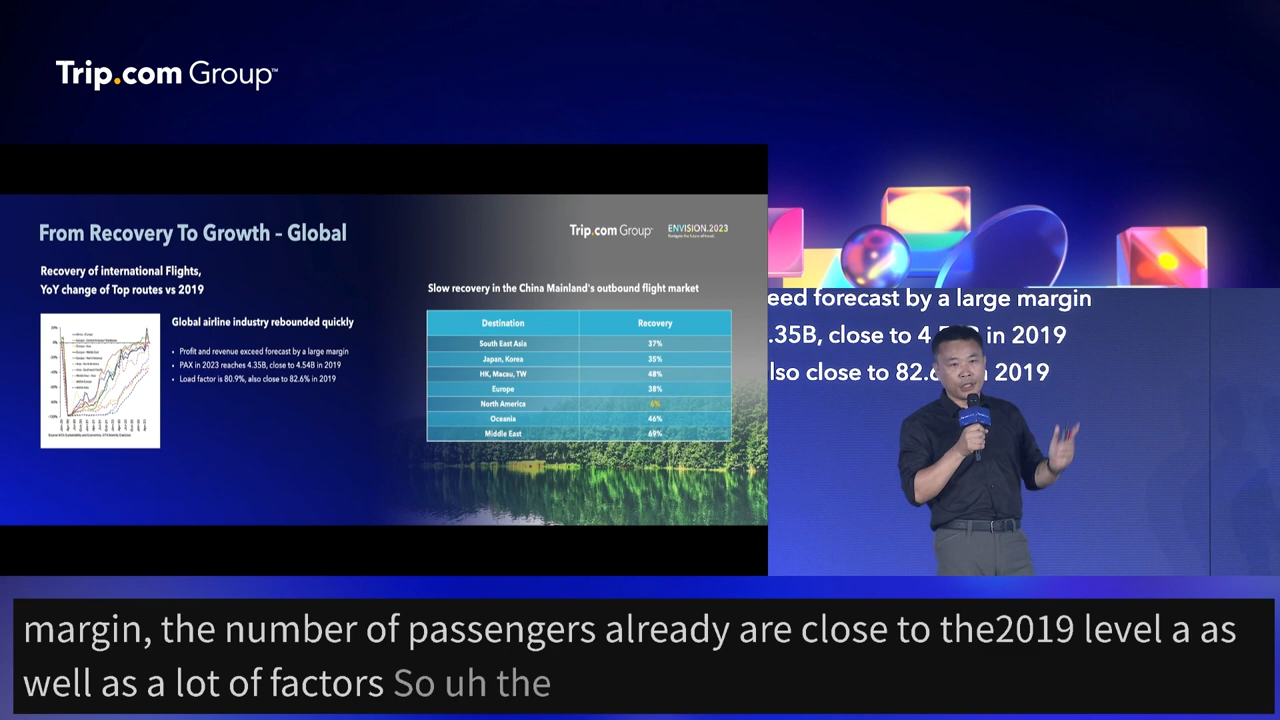 Trip.com Group™
From Recovery To Growth - Global
Trip.com Group
ENVISION.2023
Recovery of international Flights,
YoY change of Top routes vs 2019
Slow recovery in the China Mainland's outbound flight market
Global airline industry rebounded quickly
• Profit and revenue exceed forecast by a large margin
• PAX in 2023 reaches 4.35B, close to 4.54B in 2019
• Load factor is 80.9%, also close to 82.6% in 2019
Destination Recovery
South East Asia 37%
Japan, Korea 35%
HK, Macau, TW 48%
Europe 38%
North America 6%
Oceania 46%
Middle East 69%
eed forecast by a large margin
.35B, close to 4.5 B in 2019
lso close to 82.6 n 2019
margin, the number of passengers already are close to the2019 level a as
well as a lot of factors So uh the